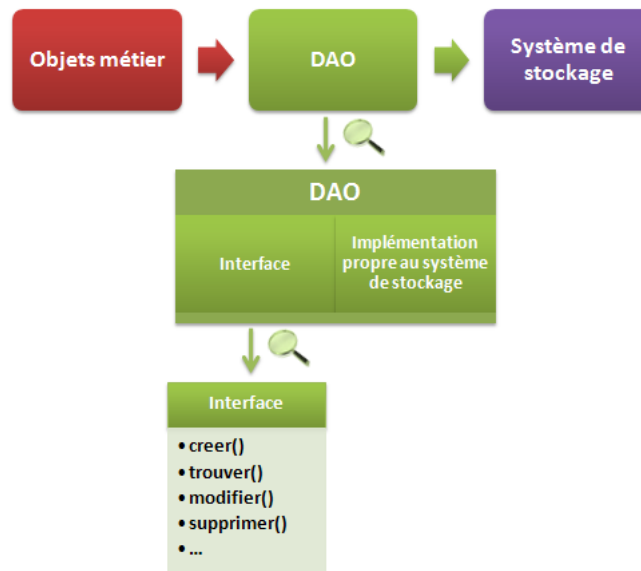 Objets métier
DAO
Système de
stockage
DAO
Interface
Implémentation
propre au système
de stockage
Interface
• creer()
• trouver()
• modifier()
• supprimer()
• ...